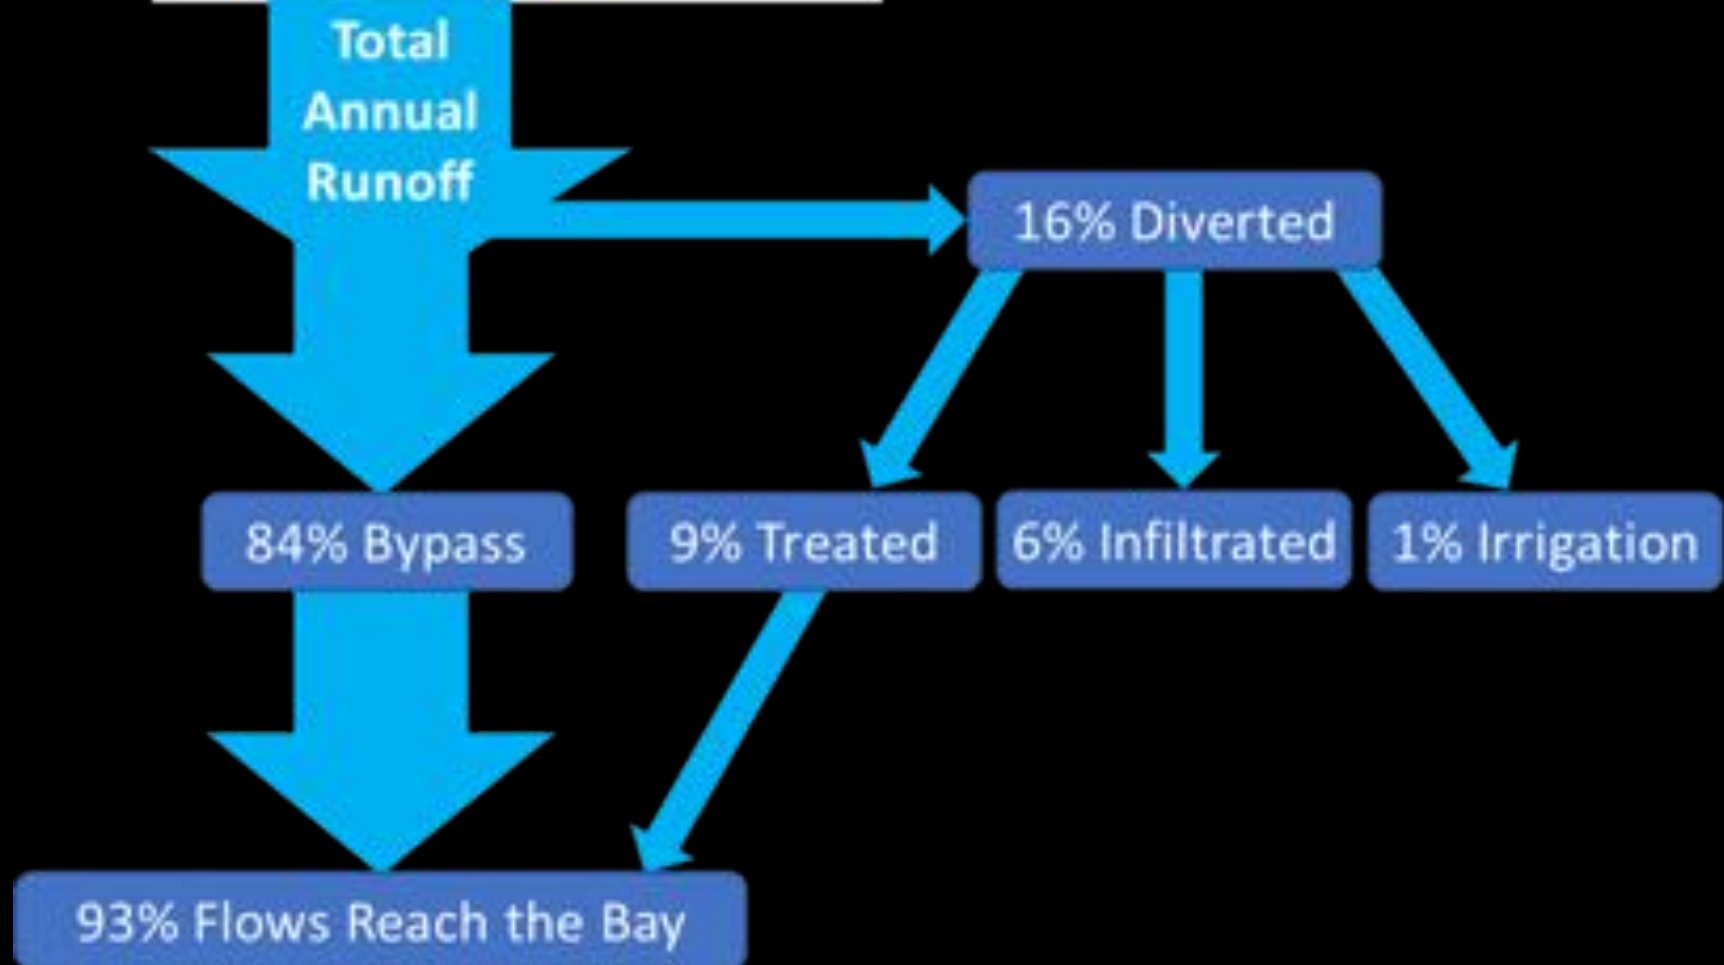 Total
Annual
Runoff
16% Diverted
84% Bypass
9% Treated
6% Infiltrated
1% Irrigation
93% Flows Reach the Bay